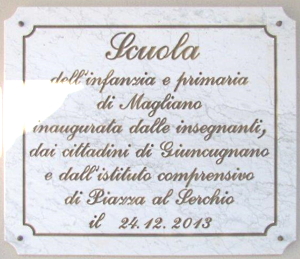 Scuola
dell'infanzia e primaria
di Magliano
inaugurata dalle insegnanti,
dai cittadini di Giuncugnano
e dall'istituto comprensivo
di Piazza al Serchio
il 24.12.2013